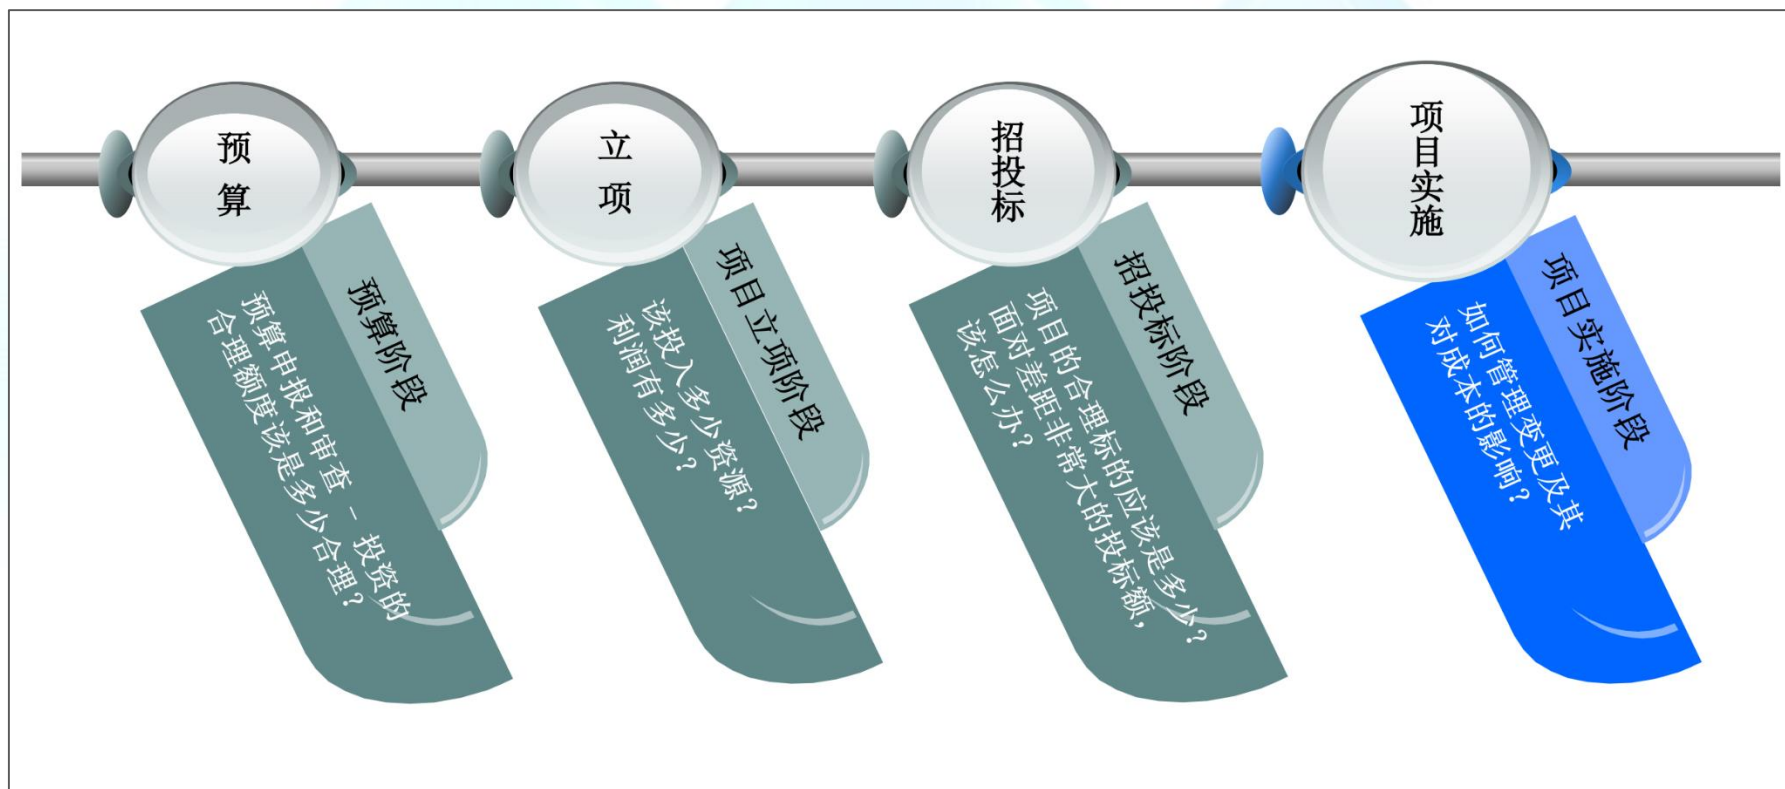 预
算
预算阶段
预算申报和审查 – 投资的
合理额度该是多少合理?
立
项
项目立项阶段
该投入多少资源?
利润有多少?
招投标
招投标阶段
项目的合理标的应该是多少?
面对差距非常大的投标额,
该怎么办?
项目实施
项目实施阶段
如何管理变更及其
对成本的影响?